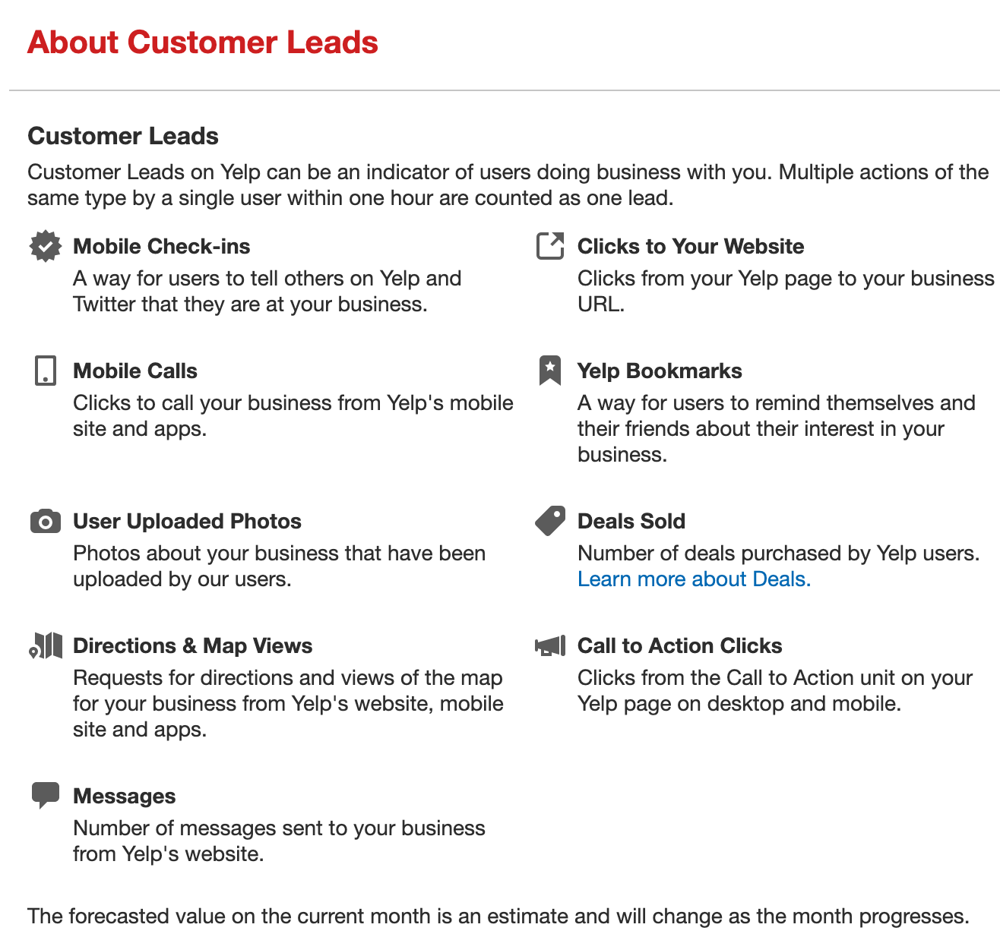 About Customer Leads
Customer Leads
Customer Leads on Yelp can be an indicator of users doing business with you. Multiple actions of the
same type by a single user within one hour are counted as one lead.
Mobile Check-ins
A way for users to tell others on Yelp and
Twitter that they are at your business.
Clicks to Your Website
Clicks from your Yelp page to your business
URL.
Mobile Calls
Clicks to call your business from Yelp's mobile
site and apps.
Yelp Bookmarks
A way for users to remind themselves and
their friends about their interest in your
business.
User Uploaded Photos
Photos about your business that have been
uploaded by our users.
Deals Sold
Number of deals purchased by Yelp users.
Learn more about Deals.
Directions & Map Views
Requests for directions and views of the map
for your business from Yelp's website, mobile
site and apps.
Call to Action Clicks
Clicks from the Call to Action unit on your
Yelp page on desktop and mobile.
Messages
Number of messages sent to your business
from Yelp's website.
The forecasted value on the current month is an estimate and will change as the month progresses.